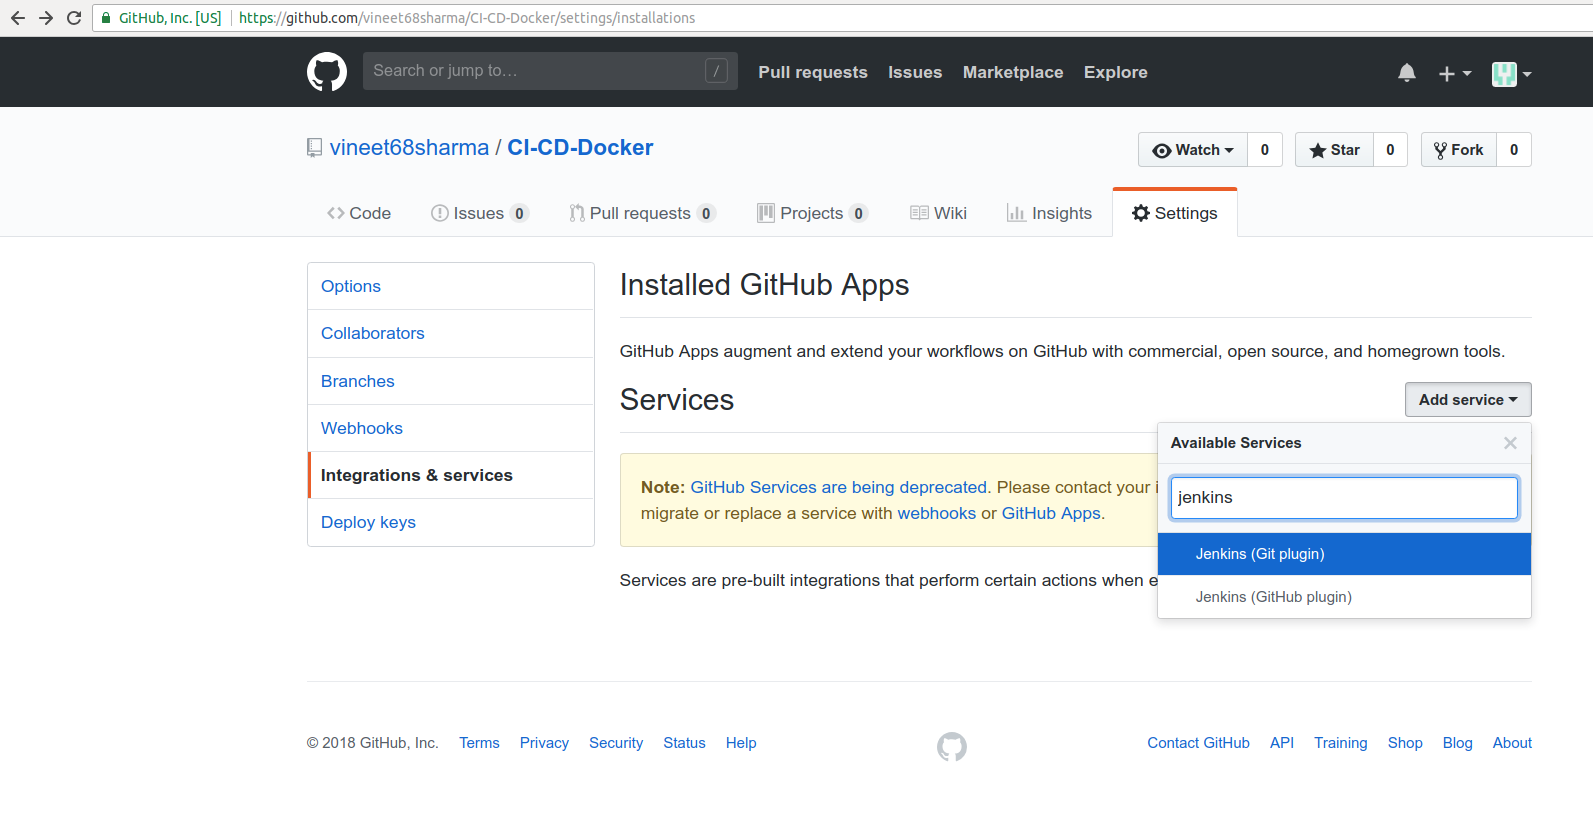 GitHub, Inc. [US] https://github.com/vineet68sharma/CI-CD-Docker/settings/installations
Search or jump to… / Pull requests Issues Marketplace Explore
vineet68sharma / CI-CD-Docker
Watch 0 Star 0 Fork 0
Code Issues 0 Pull requests 0 Projects 0 Wiki Insights Settings
Options
Collaborators
Branches
Webhooks
Integrations & services
Deploy keys
Installed GitHub Apps
GitHub Apps augment and extend your workflows on GitHub with commercial, open source, and homegrown tools.
Services
Add service
Note: GitHub Services are being deprecated. Please contact your i
migrate or replace a service with webhooks or GitHub Apps.
Services are pre-built integrations that perform certain actions when e
Available Services
jenkins
Jenkins (Git plugin)
Jenkins (GitHub plugin)
© 2018 GitHub, Inc. Terms Privacy Security Status Help
Contact GitHub API Training Shop Blog About